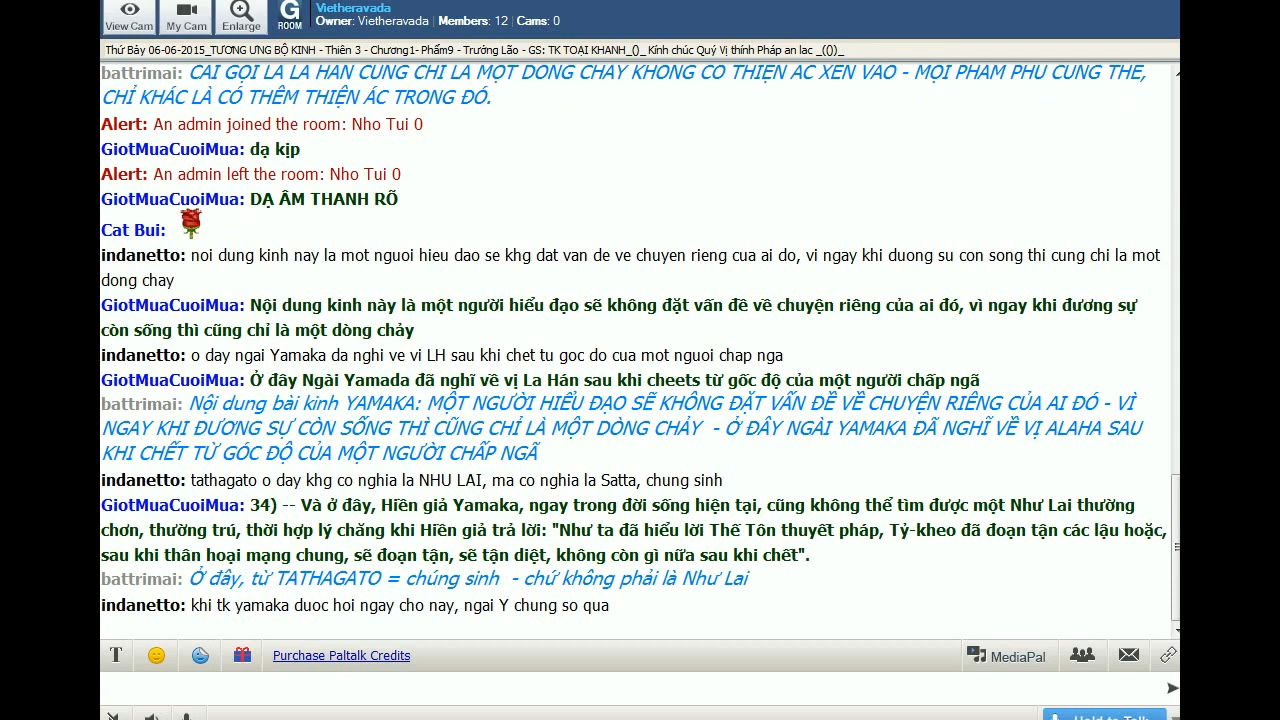 View Cam
My Cam
Enlarge
G
ROOM
Vietheravada
Owner: Vietheravada | Members: 12 | Cams: 0
Thứ Bảy 06-06-2015_TƯƠNG ƯNG BỘ KINH - Thiên 3 - Chương1- Phẩm9 - Trưởng Lão - GS: TK TOẠI KHANH_()_ Kính chúc Quý Vị thính Pháp an lac _(())_
battrimai: CÁI GỌI LÀ LA HÁN CŨNG CHỈ LÀ MỘT DÒNG CHẢY KHÔNG CÓ THIỆN ÁC XEN VÀO - MỌI PHÀM PHU CŨNG THẾ,
CHỈ KHÁC LÀ CÓ THÊM THIỆN ÁC TRONG ĐÓ.
Alert: An admin joined the room: Nho Tui 0
GiotMuaCuoiMua: dạ kịp
Alert: An admin left the room: Nho Tui 0
GiotMuaCuoiMua: DẠ ÂM THANH RÕ
Cat Bui:
indanetto: noi dung kinh nay la mot nguoi hieu dao se khg dat van de ve chuyen rieng cua ai do, vi ngay khi duong su con song thi cung chi la mot
dong chay
GiotMuaCuoiMua: Nội dung kinh này là một người hiểu đạo sẽ không đặt vấn đề về chuyện riêng của ai đó, vì ngay khi đương sự
còn sống thì cũng chỉ là một dòng chảy
indanetto: o day ngai Yamaka da nghi ve vi LH sau khi chet tu goc do cua mot nguoi chap nga
GiotMuaCuoiMua: Ở đây Ngài Yamada đã nghĩ về vị La Hán sau khi cheets từ gốc độ của một người chấp ngã
battrimai: Nội dung bài kinh YAMAKA: MỘT NGƯỜI HIỂU ĐẠO SẼ KHÔNG ĐẶT VẤN ĐỀ VỀ CHUYỆN RIÊNG CỦA AI ĐÓ - VÌ
NGAY KHI ĐƯƠNG SỰ CÒN SỐNG THÌ CŨNG CHỈ LÀ MỘT DÒNG CHẢY - Ở ĐÂY NGÀI YAMAKA ĐÃ NGHĨ VỀ VỊ ALAHA SAU
KHI CHẾT TỪ GÓC ĐỘ CỦA MỘT NGƯỜI CHẤP NGÃ
indanetto: tathagato o day khg co nghia la NHU LAI, ma co nghia la Satta, chung sinh
GiotMuaCuoiMua: 34) -- Và ở đây, Hiền giả Yamaka, ngay trong đời sống hiện tại, cũng không thể tìm được một Như Lai thường
chơn, thường trú, thời hợp lý chăng khi Hiền giả trả lời: "Như ta đã hiểu lời Thế Tôn thuyết pháp, Tỷ-kheo đã đoạn tận các lậu hoặc,
sau khi thân hoại mạng chung, sẽ đoạn tận, sẽ tận diệt, không còn gì nữa sau khi chết".
battrimai: Ở đây, từ TATHAGATO = chúng sinh - chứ không phải là Như Lai
indanetto: khi tk yamaka duoc hoi ngay cho nay, ngai Y chung so qua
T
Purchase Paltalk Credits
MediaPal
Hold to Talk